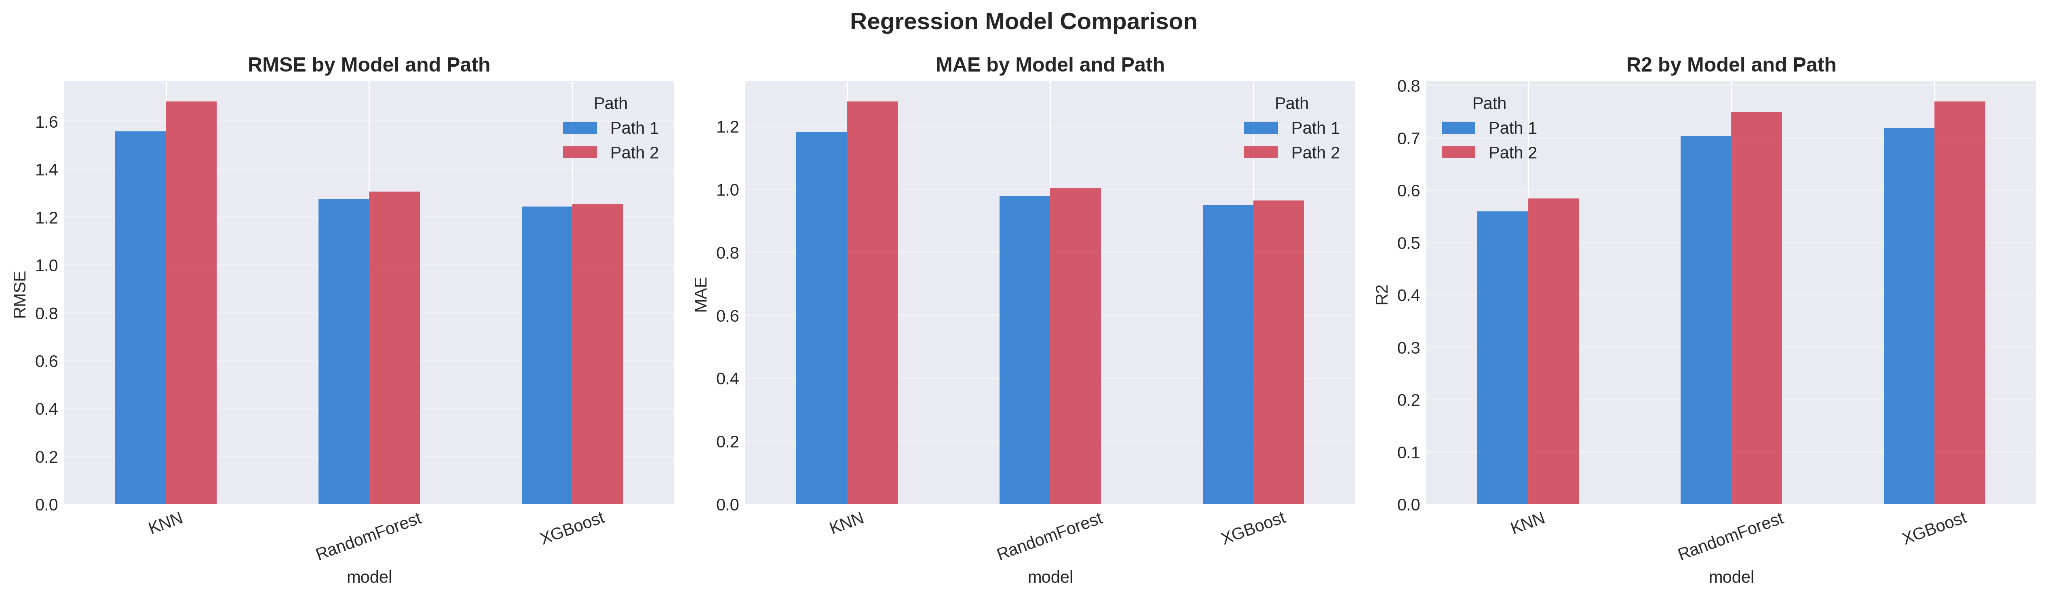 Regression Model Comparison
RMSE by Model and Path
RMSE
1.6
1.4
1.2
1.0
0.8
0.6
0.4
0.2
0.0
Path
Path 1
Path 2
KNN
RandomForest
XGBoost
model
MAE by Model and Path
MAE
1.2
1.0
0.8
0.6
0.4
0.2
0.0
Path
Path 1
Path 2
KNN
RandomForest
XGBoost
model
R2 by Model and Path
R2
0.8
0.7
0.6
0.5
0.4
0.3
0.2
0.1
0.0
Path
Path 1
Path 2
KNN
RandomForest
XGBoost
model